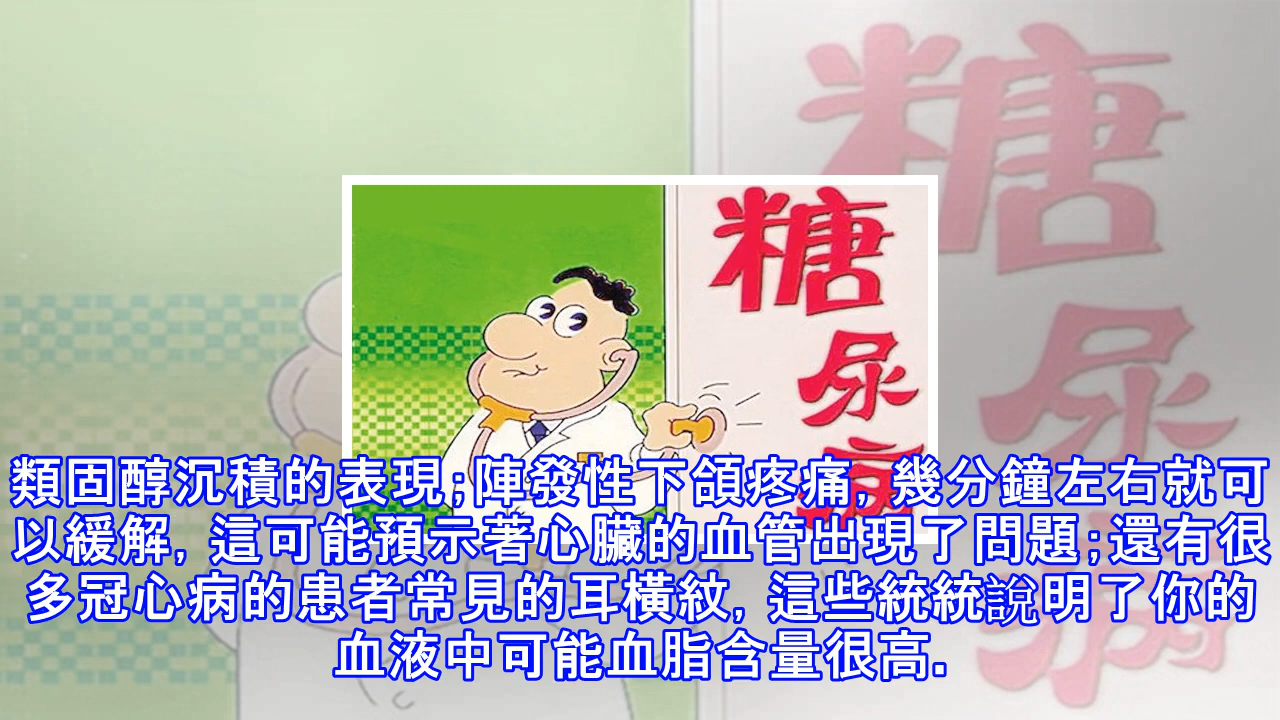 糖
尿
病
類固醇沉積的表現;陣發性下頜疼痛,幾分鐘左右就可
以緩解,這可能預示著心臟的血管出現了問題;還有很
多冠心病的患者常見的耳橫紋,這些統統說明了你的
血液中可能血脂含量很高.